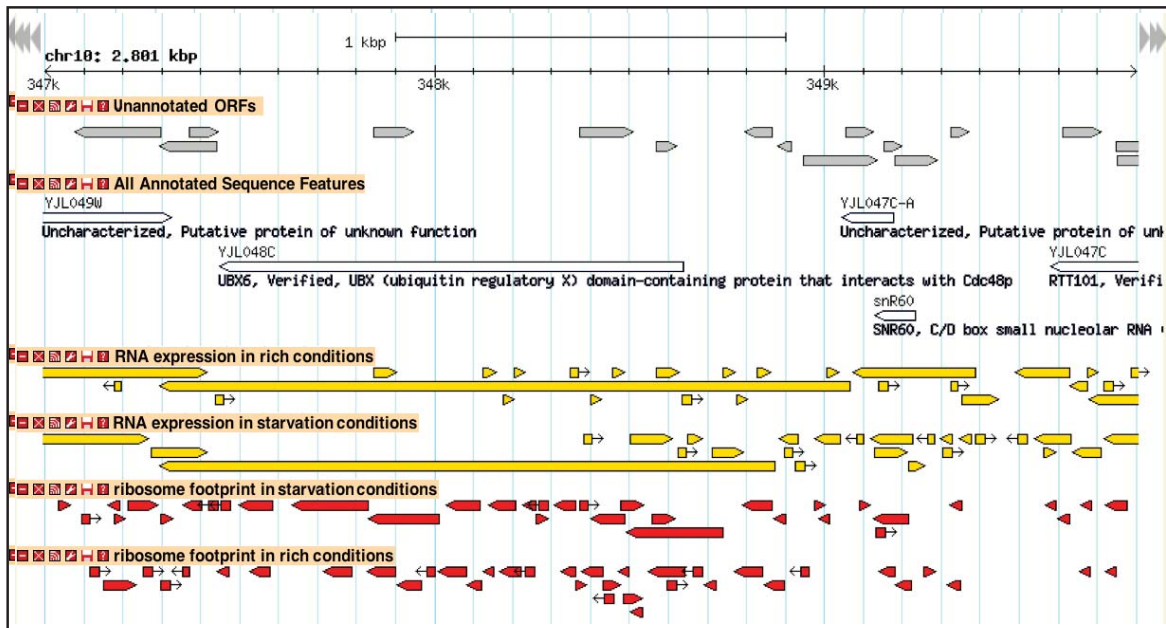 1 kbp
chr10: 2.801 kbp
347k 348k 349k
Unannotated ORFs
All Annotated Sequence Features
YJL049W YJL047C-A
Uncharacterized, Putative protein of unknown function Uncharacterized, Putative protein of unk
YJL048C YJL047C
UBX6, Verified, UBX (ubiquitin regulatory X) domain-containing protein that interacts with Cdc48p RTT101, Verifi
snR60
SNR60, C/D box small nucleolar RNA
RNA expression in rich conditions
RNA expression in starvation conditions
ribosome footprint in starvation conditions
ribosome footprint in rich conditions